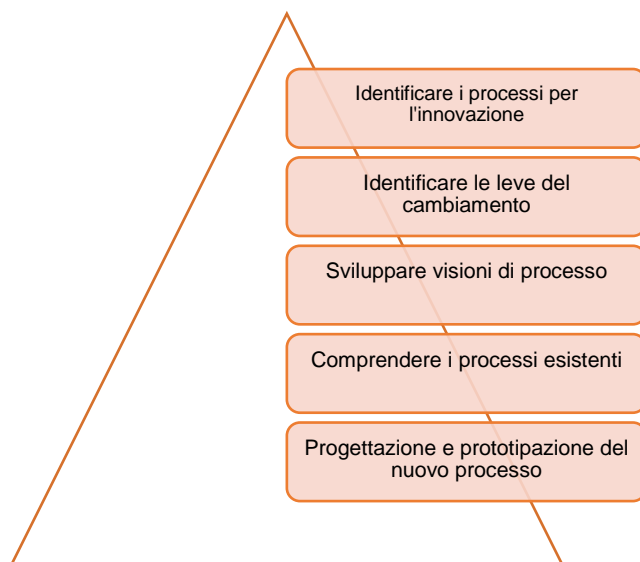 Identificare i processi per
l'innovazione
Identificare le leve del
cambiamento
Sviluppare visioni di processo
Comprendere i processi esistenti
Progettazione e prototipazione del
nuovo processo